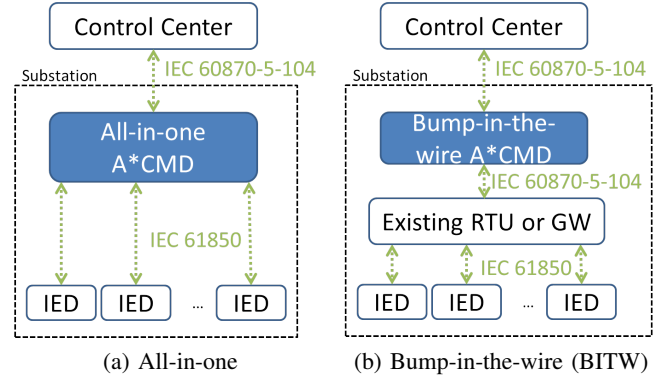 Control Center
IEC 60870-5-104
Substation
All-in-one
A*CMD
IEC 61850
IED IED ... IED
(a) All-in-one
Control Center
IEC 60870-5-104
Substation
Bump-in-the-
wire A*CMD
IEC 60870-5-104
Existing RTU or GW
IEC 61850
IED IED ... IED
(b) Bump-in-the-wire (BITW)